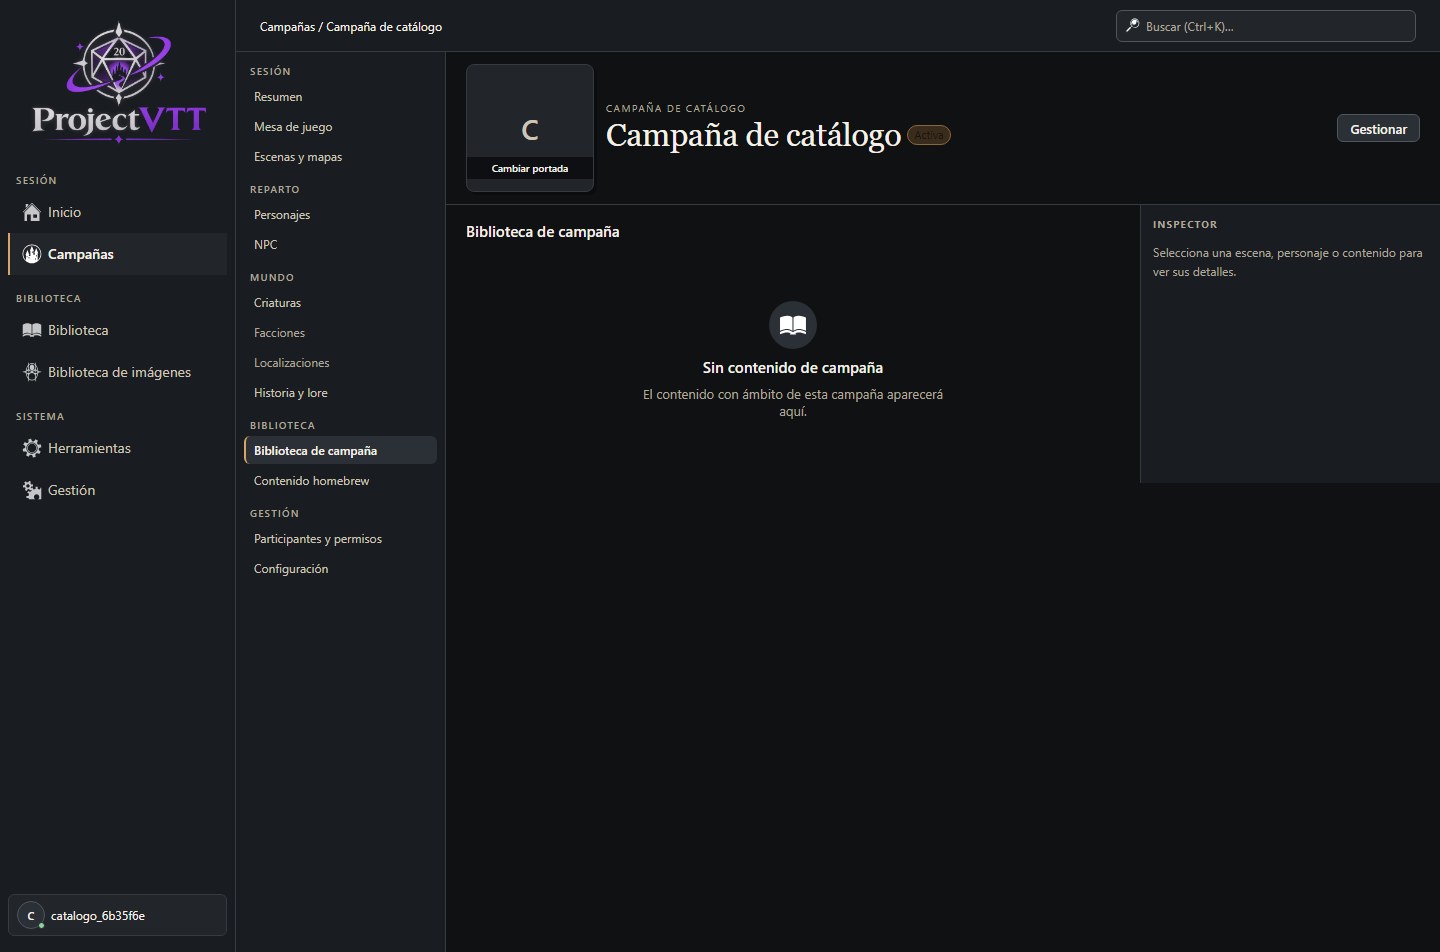 20
ProjectVTT
SESIÓN
Inicio
Campañas
BIBLIOTECA
Biblioteca
Biblioteca de imágenes
SISTEMA
Herramientas
Gestión
C
catalogo_6b35f6e
Campañas / Campaña de catálogo
Buscar (Ctrl+K)...
SESIÓN
Resumen
Mesa de juego
Escenas y mapas
REPARTO
Personajes
NPC
MUNDO
Criaturas
Facciones
Localizaciones
Historia y lore
BIBLIOTECA
Biblioteca de campaña
Contenido homebrew
GESTIÓN
Participantes y permisos
Configuración
C
Cambiar portada
CAMPAÑA DE CATÁLOGO
Campaña de catálogo
Activa
Gestionar
Biblioteca de campaña
Sin contenido de campaña
El contenido con ámbito de esta campaña aparecerá
aquí.
INSPECTOR
Selecciona una escena, personaje o contenido para
ver sus detalles.